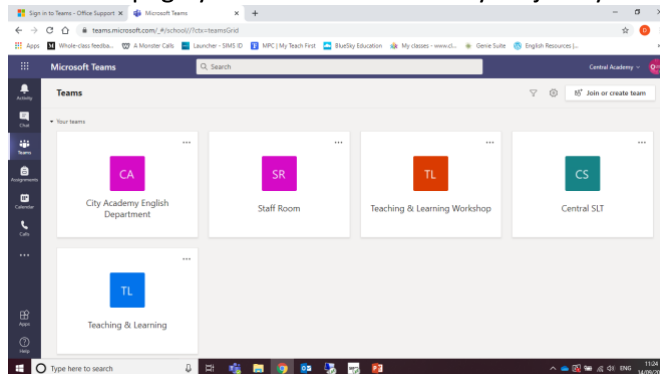 Sign in to Teams - Office Support
Microsoft Teams
teams.microsoft.com/_#/school//?ctx=teamsGrid
Apps
Whole-class feedba...
A Monster Calls
Launcher - SIMS ID
MPC | My Teach First
BlueSky Education
My classes - www.cl...
Genie Suite
English Resources |...
Microsoft Teams
Search
Central Academy
Activity
Teams
Join or create team
Chat
Your teams
Teams
Assignments
Calendar
Calls
CA
City Academy English
Department
SR
Staff Room
TL
Teaching & Learning Workshop
CS
Central SLT
TL
Teaching & Learning
Apps
Help
Type here to search
ENG
11:24